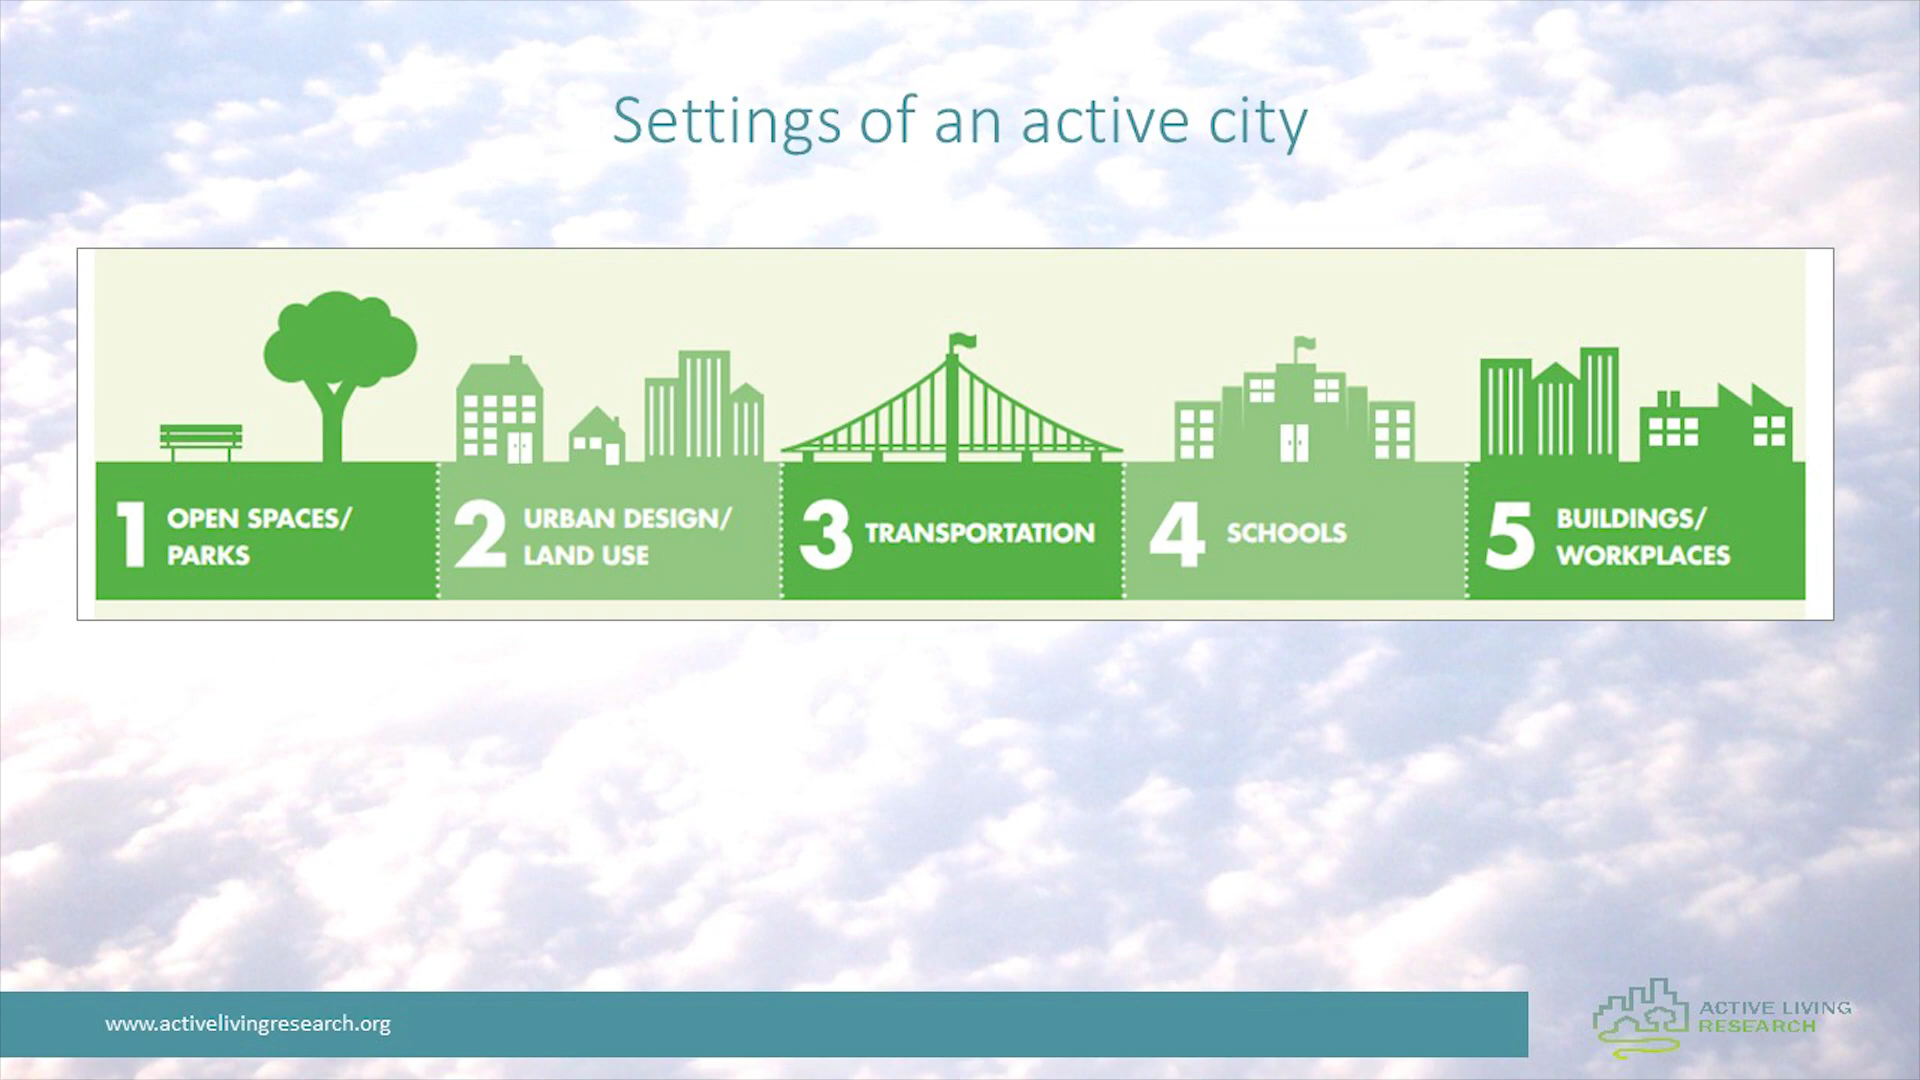 Settings of an active city
1 OPEN SPACES/
PARKS
2 URBAN DESIGN/
LAND USE
3 TRANSPORTATION
4 SCHOOLS
5 BUILDINGS/
WORKPLACES
www.activelivingresearch.org
ACTIVE LIVING
RESEARCH